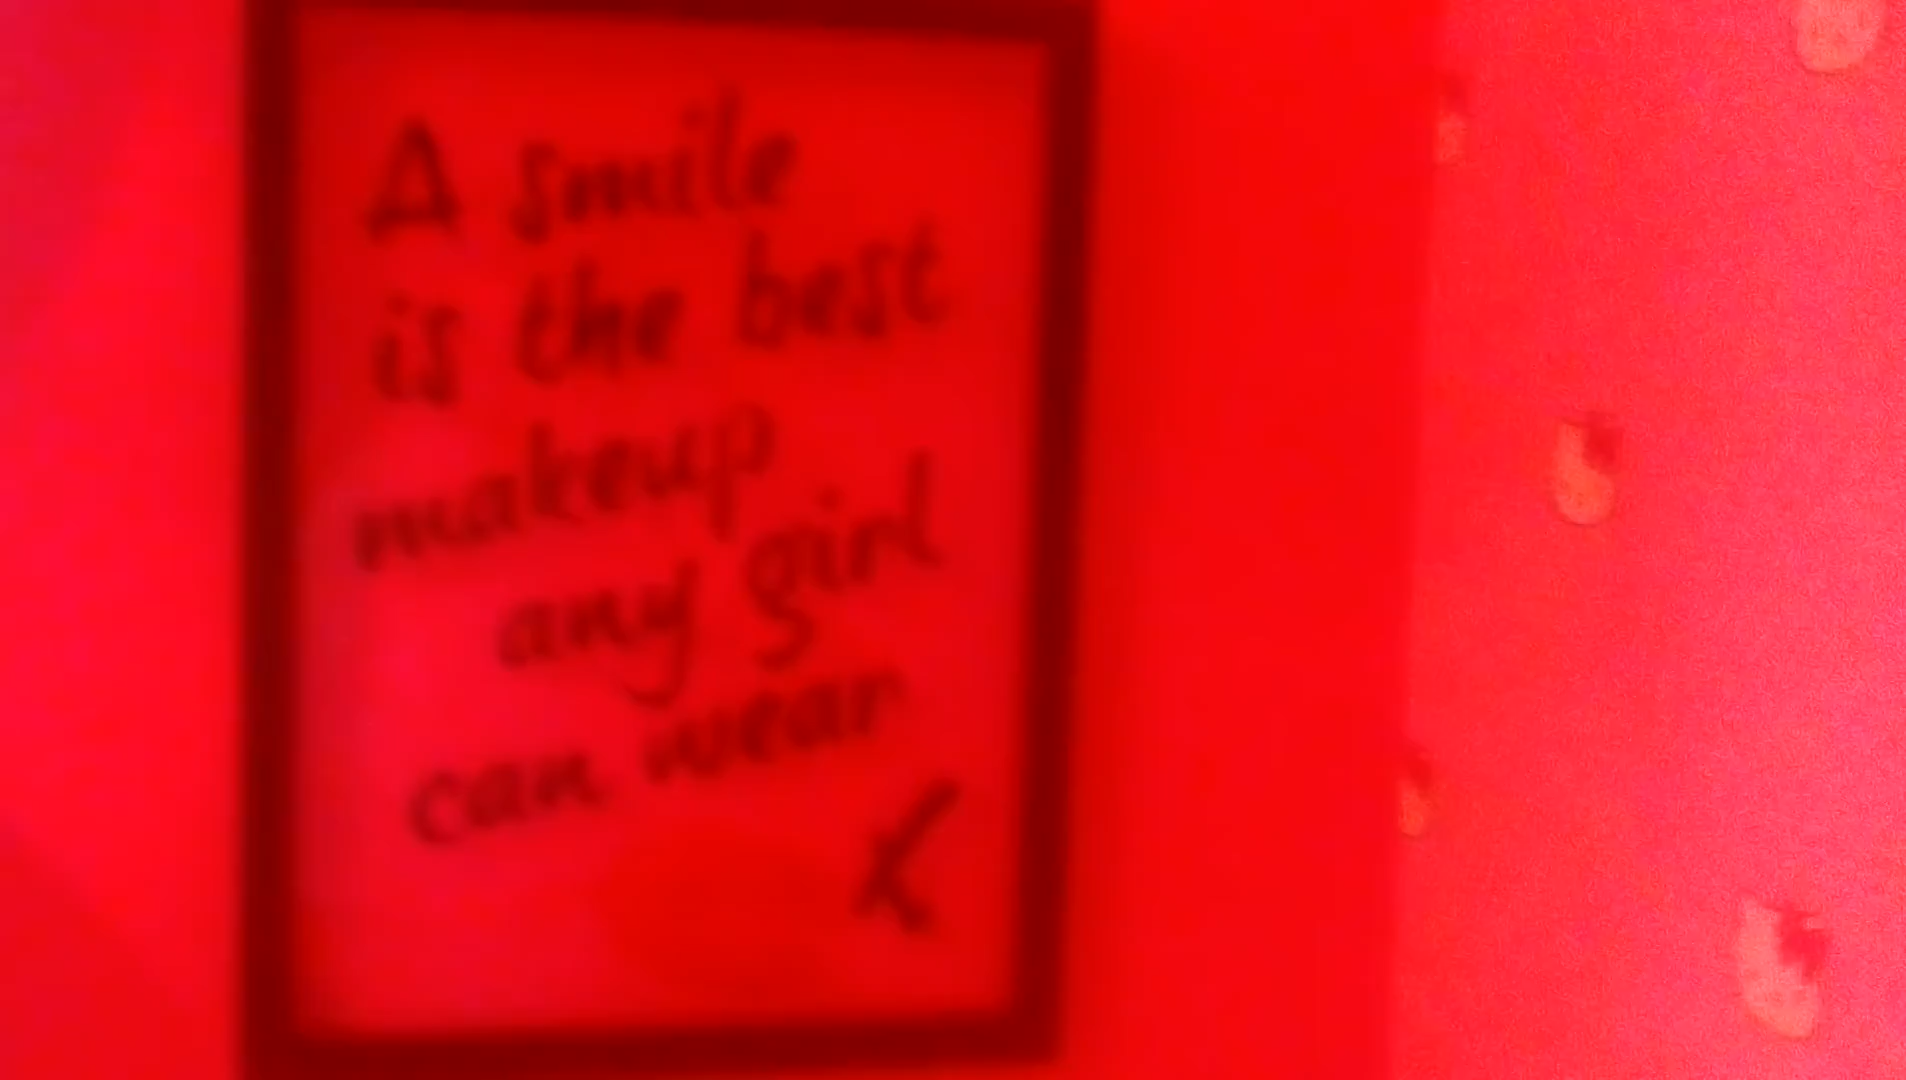 A smile
is the best
makeup
any girl
can wear
x